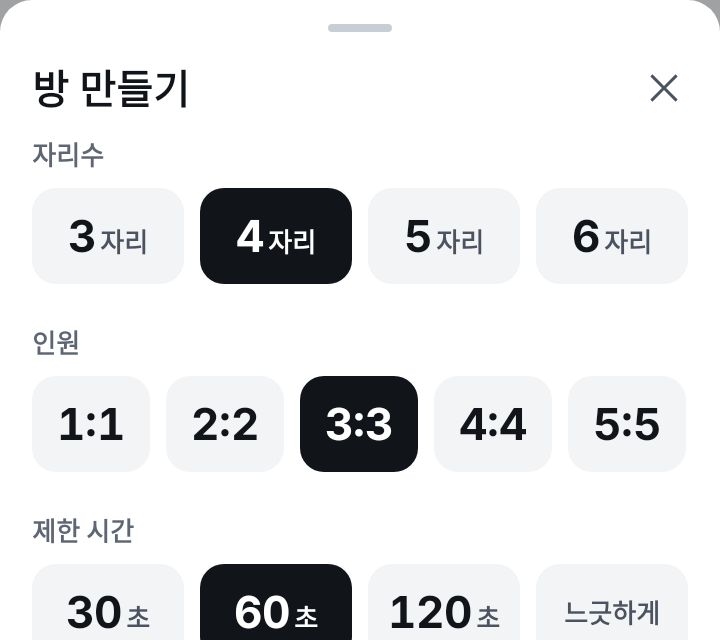 방 만들기
자리수
3 자리 4 자리 5 자리 6 자리
인원
1:1 2:2 3:3 4:4 5:5
제한 시간
30 초 60 초 120 초 느긋하게